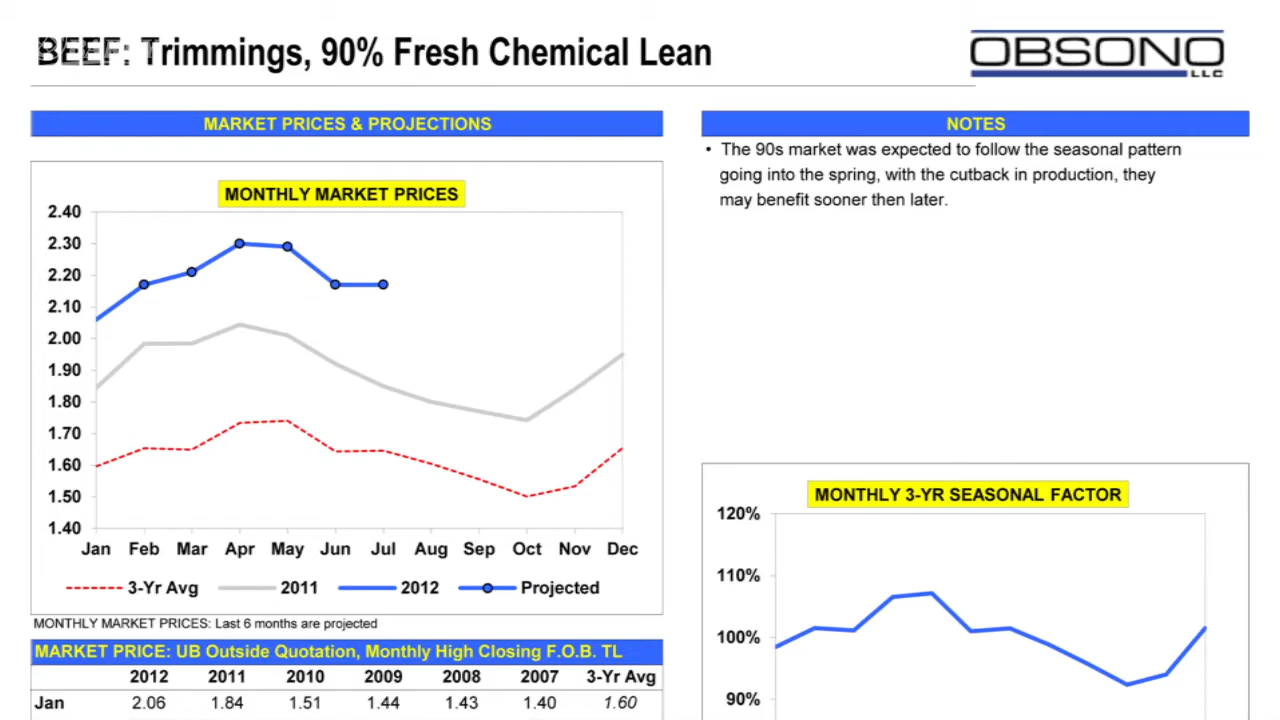 BEEF: Trimmings, 90% Fresh Chemical Lean
OBSONO
LLC
MARKET PRICES & PROJECTIONS
MONTHLY MARKET PRICES
2.40
2.30
2.20
2.10
2.00
1.90
1.80
1.70
1.60
1.50
1.40
Jan Feb Mar Apr May Jun Jul Aug Sep Oct Nov Dec
3-Yr Avg 2011 2012 Projected
MONTHLY MARKET PRICES: Last 6 months are projected
MARKET PRICE: UB Outside Quotation, Monthly High Closing F.O.B. TL
2012 2011 2010 2009 2008 2007 3-Yr Avg
Jan 2.06 1.84 1.51 1.44 1.43 1.40 1.60
NOTES
• The 90s market was expected to follow the seasonal pattern
going into the spring, with the cutback in production, they
may benefit sooner then later.
MONTHLY 3-YR SEASONAL FACTOR
120%
110%
100%
90%